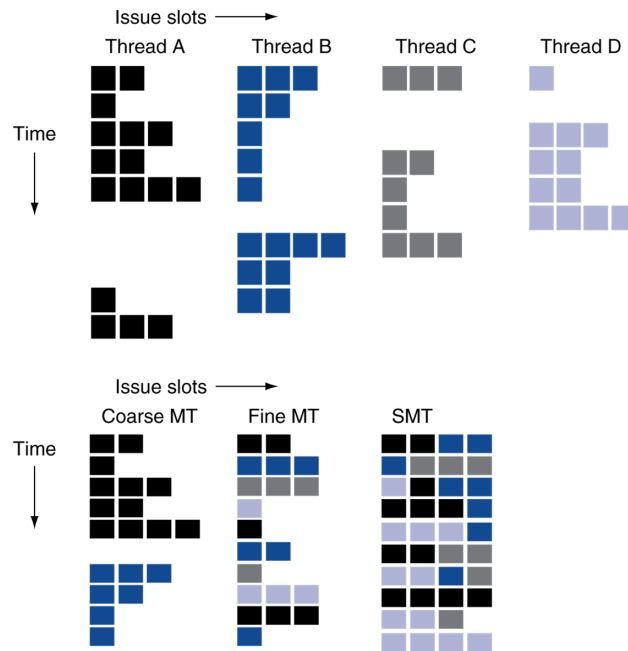 Issue slots
Thread A Thread B Thread C Thread D
Time
Issue slots
Coarse MT Fine MT SMT
Time